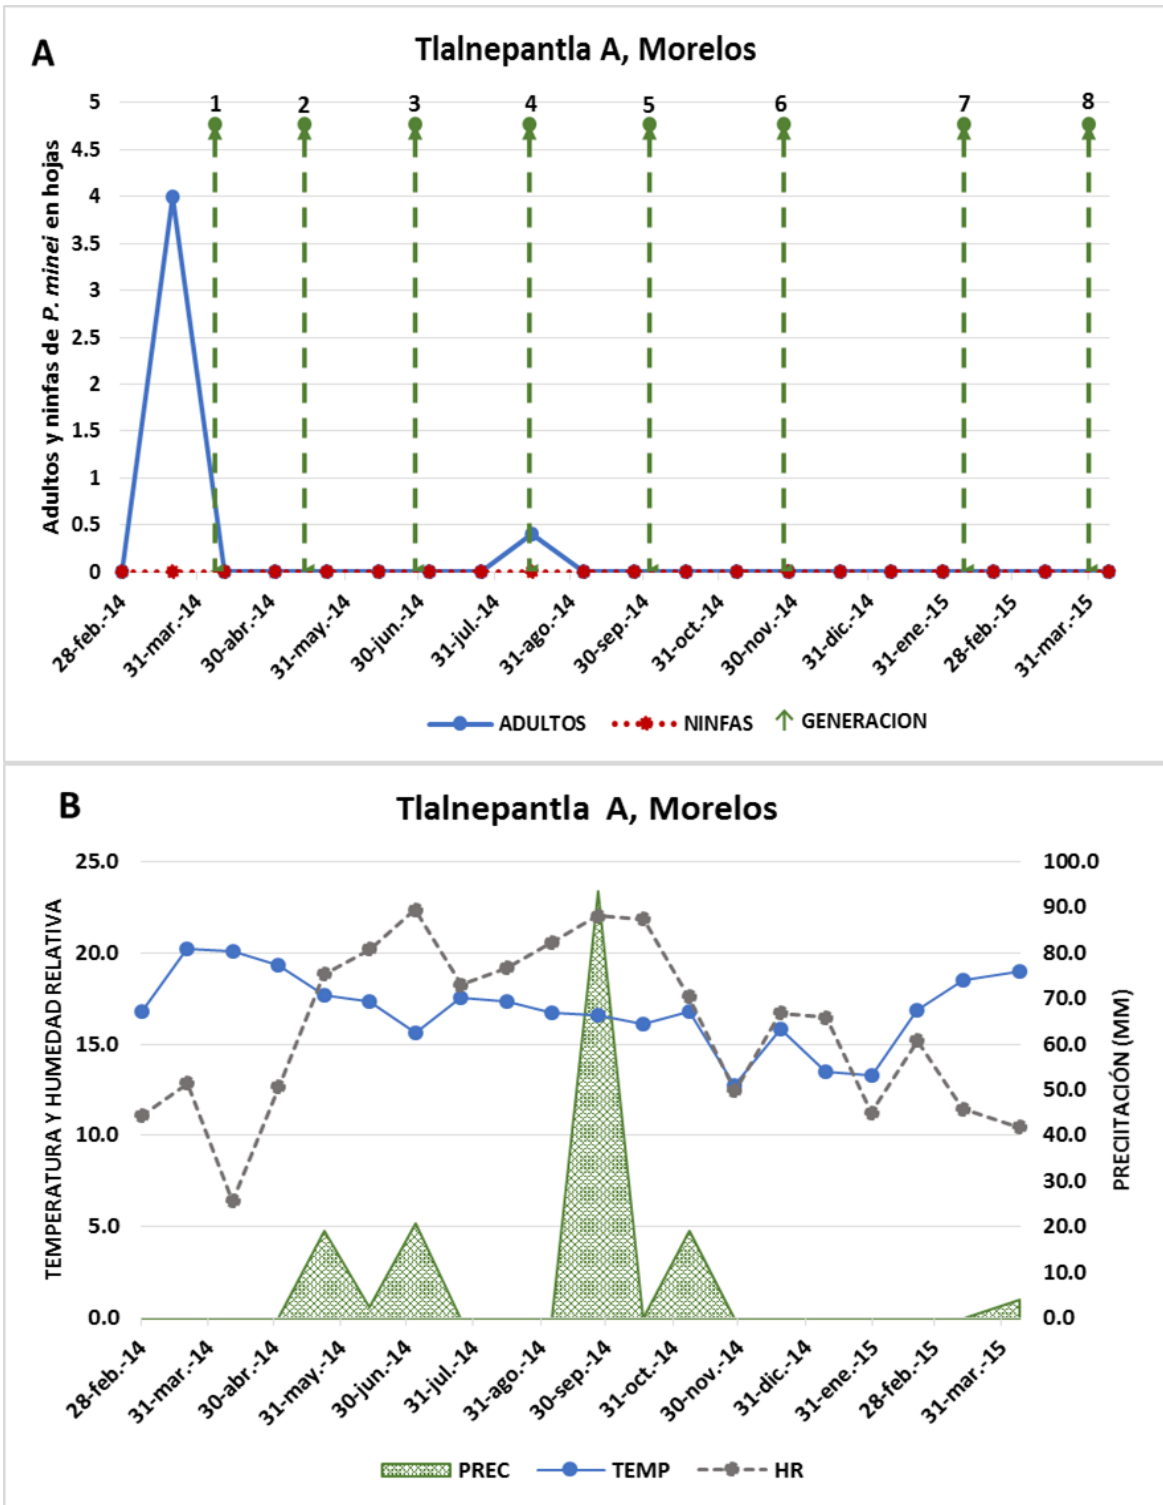 A
Tlalnepantla A, Morelos
Adultos y ninfas de P. minei en hojas
5
4.5
4
3.5
3
2.5
2
1.5
1
0.5
0
1 2 3 4 5 6 7 8
28-feb.-14 31-mar.-14 30-abr.-14 31-may.-14 30-jun.-14 31-jul.-14 31-ago.-14 30-sep.-14 31-oct.-14 30-nov.-14 31-dic.-14 31-ene.-15 28-feb.-15 31-mar.-15
ADULTOS NINFAS GENERACION
B
Tlalnepantla A, Morelos
TEMPERATURA Y HUMEDAD RELATIVA
25.0
20.0
15.0
10.0
5.0
0.0
100.0
90.0
80.0
70.0
60.0
50.0
40.0
30.0
20.0
10.0
0.0
PRECIITACIÓN (MM)
28-feb.-14 31-mar.-14 30-abr.-14 31-may.-14 30-jun.-14 31-jul.-14 31-ago.-14 30-sep.-14 31-oct.-14 30-nov.-14 31-dic.-14 31-ene.-15 28-feb.-15 31-mar.-15
PREC TEMP HR